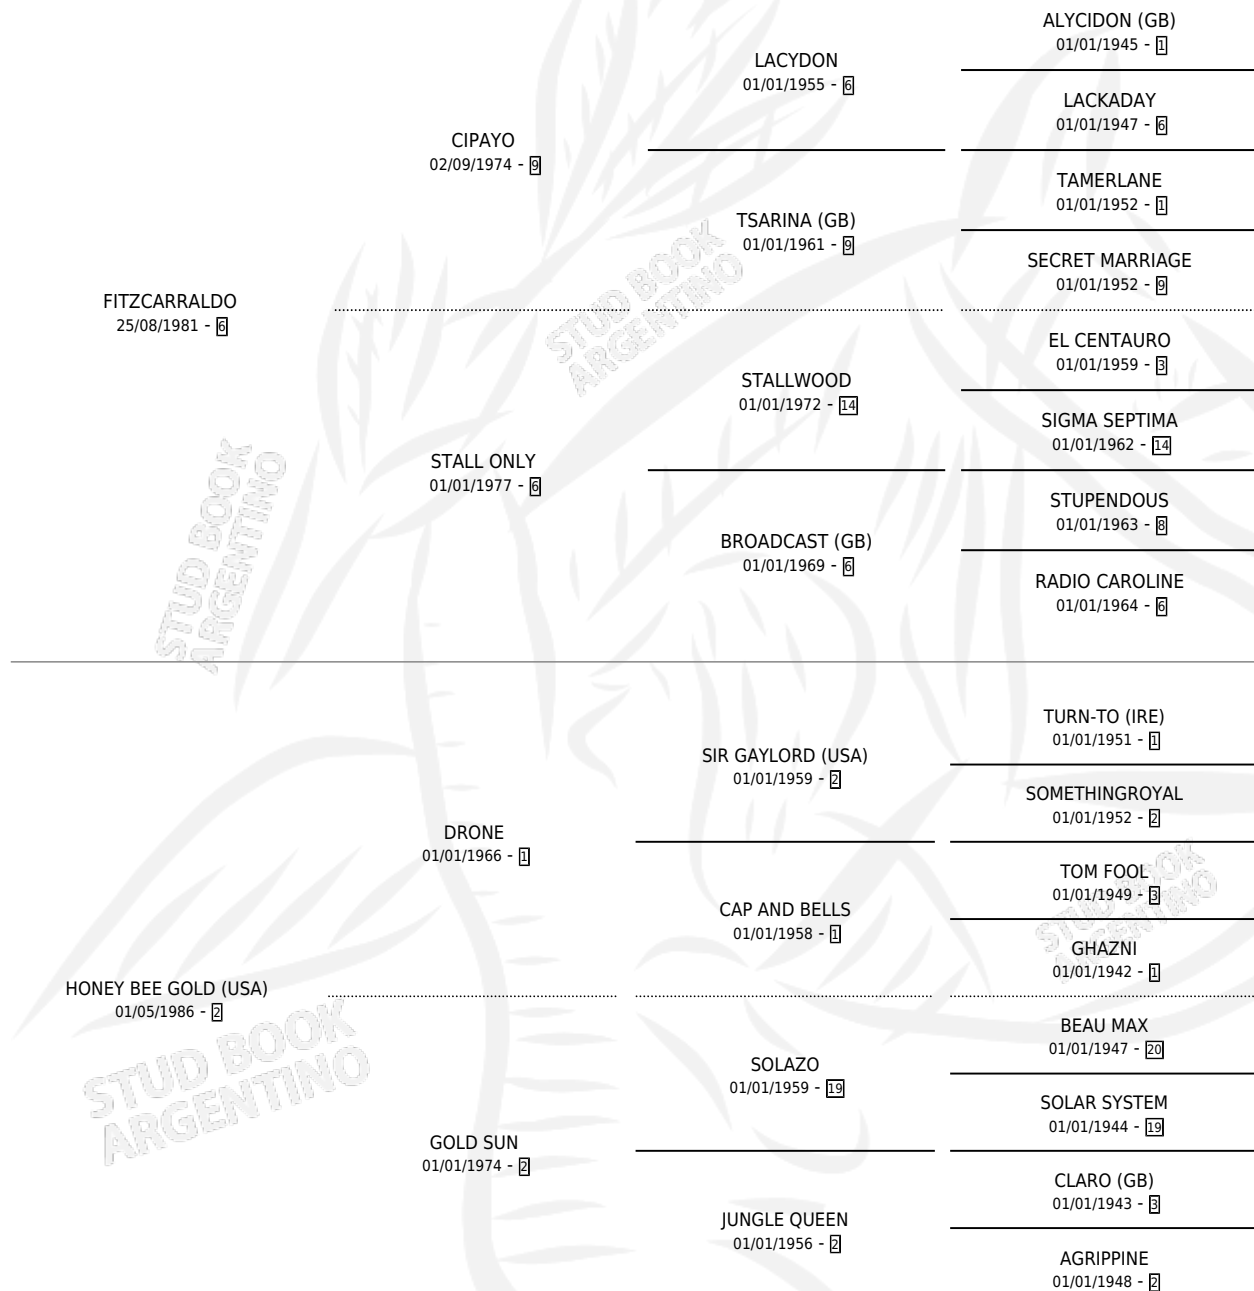 ALYCIDON (GB)
01/01/1945 - 1
LACYDON
01/01/1955 - 6
LACKADAY
01/01/1947 - 6
CIPAYO
02/09/1974 - 9
TAMERLANE
01/01/1952 - 1
TSARINA (GB)
01/01/1961 - 9
SECRET MARRIAGE
01/01/1952 - 9
FITZCARRALDO
25/08/1981 - 6
EL CENTAURO
01/01/1959 - 3
STALLWOOD
01/01/1972 - 14
SIGMA SEPTIMA
01/01/1962 - 14
STALL ONLY
01/01/1977 - 6
STUPENDOUS
01/01/1963 - 8
BROADCAST (GB)
01/01/1969 - 6
RADIO CAROLINE
01/01/1964 - 6
TURN-TO (IRE)
01/01/1951 - 1
SIR GAYLORD (USA)
01/01/1959 - 2
SOMETHINGROYAL
01/01/1952 - 2
DRONE
01/01/1966 - 1
TOM FOOL
01/01/1949 - 3
CAP AND BELLS
01/01/1958 - 1
GHAZNI
01/01/1942 - 1
HONEY BEE GOLD (USA)
01/05/1986 - 2
BEAU MAX
01/01/1947 - 20
SOLAZO
01/01/1959 - 19
SOLAR SYSTEM
01/01/1944 - 19
GOLD SUN
01/01/1974 - 2
CLARO (GB)
01/01/1943 - 3
JUNGLE QUEEN
01/01/1956 - 2
AGRIPPINE
01/01/1948 - 2
STUD BOOK
ARGENTINO
STUD BOOK
ARGENTINO
STUD BOOK
ARGENTINO
STUD BOOK
ARGENTINO